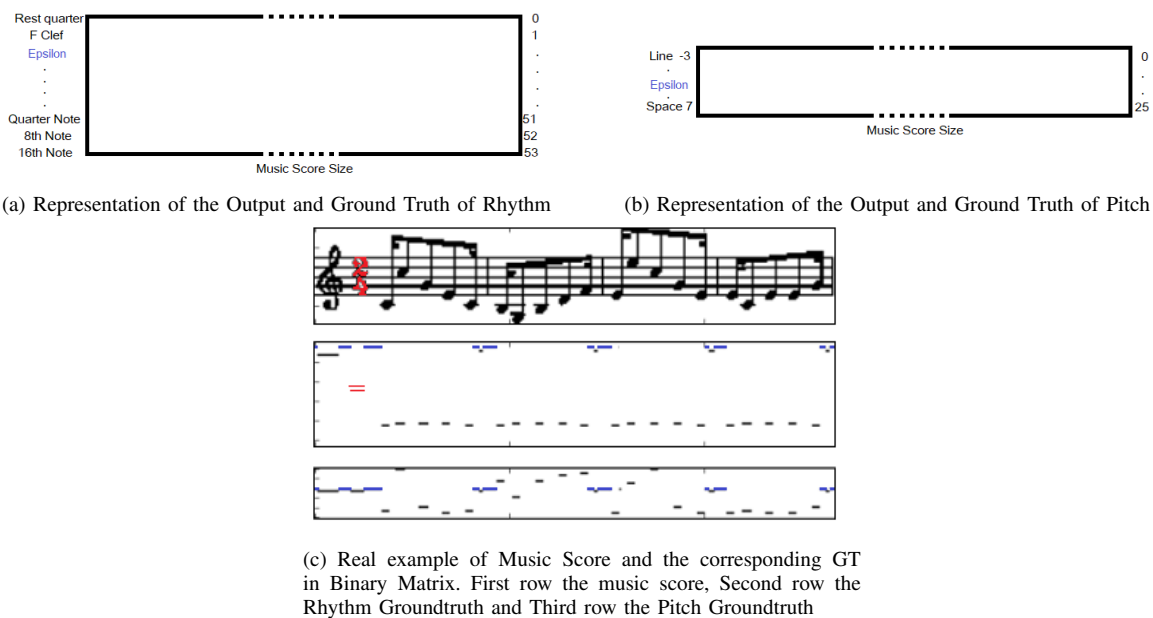 Rest quarter 0
F Clef 1
Epsilon .
. .
. .
. .
Quarter Note 51
8th Note 52
16th Note 53
Music Score Size
(a) Representation of the Output and Ground Truth of Rhythm
Line -3 0
. .
Epsilon .
. 
Space 7 25
Music Score Size
(b) Representation of the Output and Ground Truth of Pitch
(c) Real example of Music Score and the corresponding GT
in Binary Matrix. First row the music score, Second row the
Rhythm Groundtruth and Third row the Pitch Groundtruth